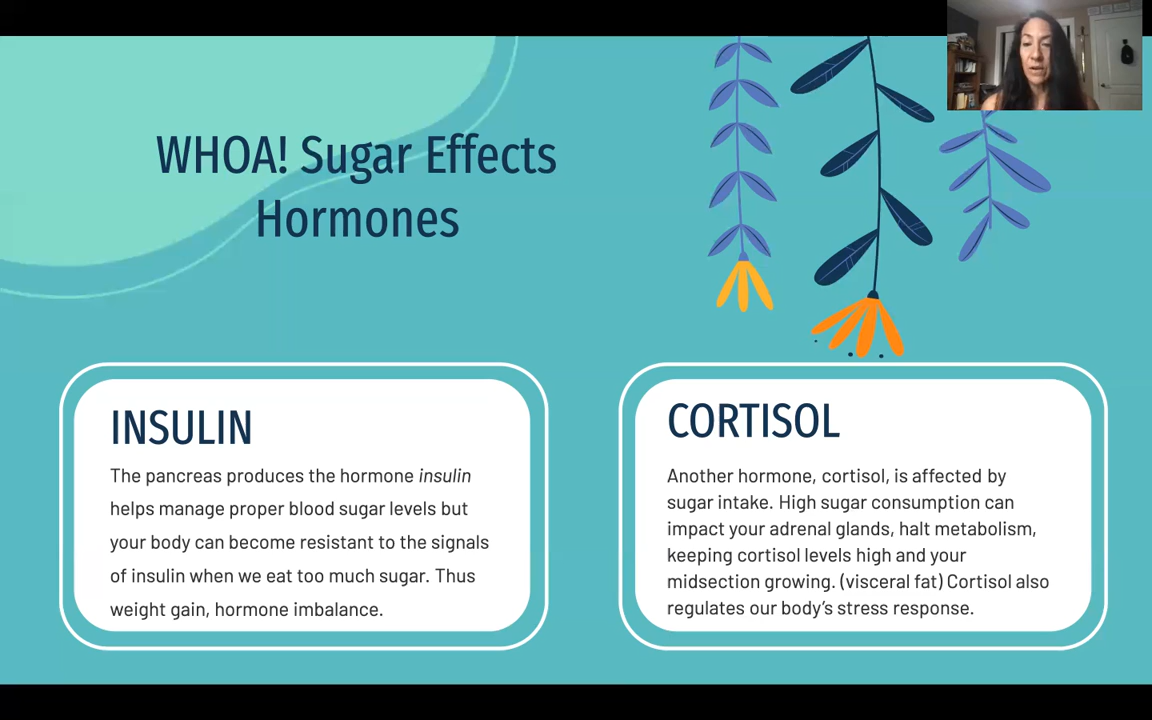 WHOA! Sugar Effects
Hormones
INSULIN
The pancreas produces the hormone insulin
helps manage proper blood sugar levels but
your body can become resistant to the signals
of insulin when we eat too much sugar. Thus
weight gain, hormone imbalance.
CORTISOL
Another hormone, cortisol, is affected by
sugar intake. High sugar consumption can
impact your adrenal glands, halt metabolism,
keeping cortisol levels high and your
midsection growing. (visceral fat) Cortisol also
regulates our body's stress response.